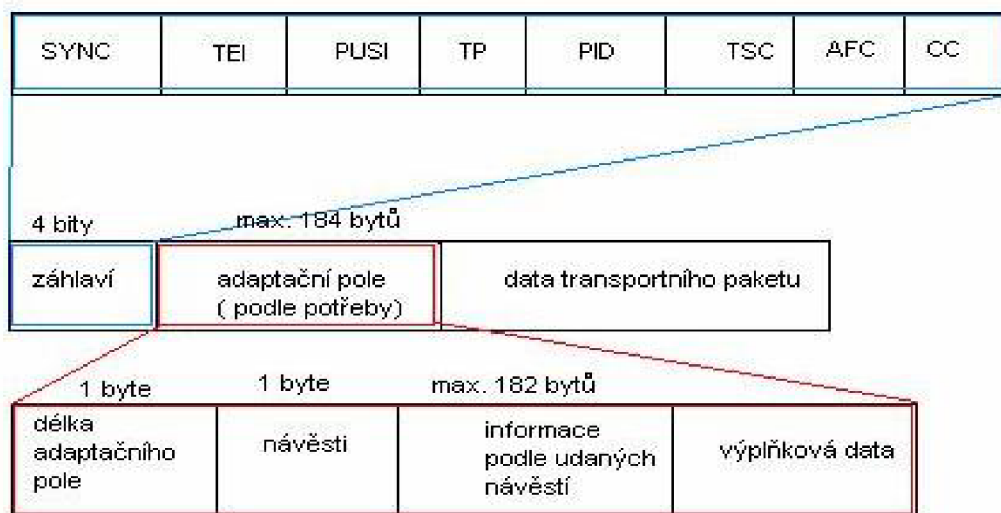 SYNC TEI PUSI TP PID TSC AFC CC
4 bity max. 184 bytů
záhlaví
adaptační pole
( podle potřeby)
data transportního paketu
1 byte 1 byte max. 182 bytů
délka
adaptačního
pole
návěsti
informace
podle udaných
návěstí
výplňková data